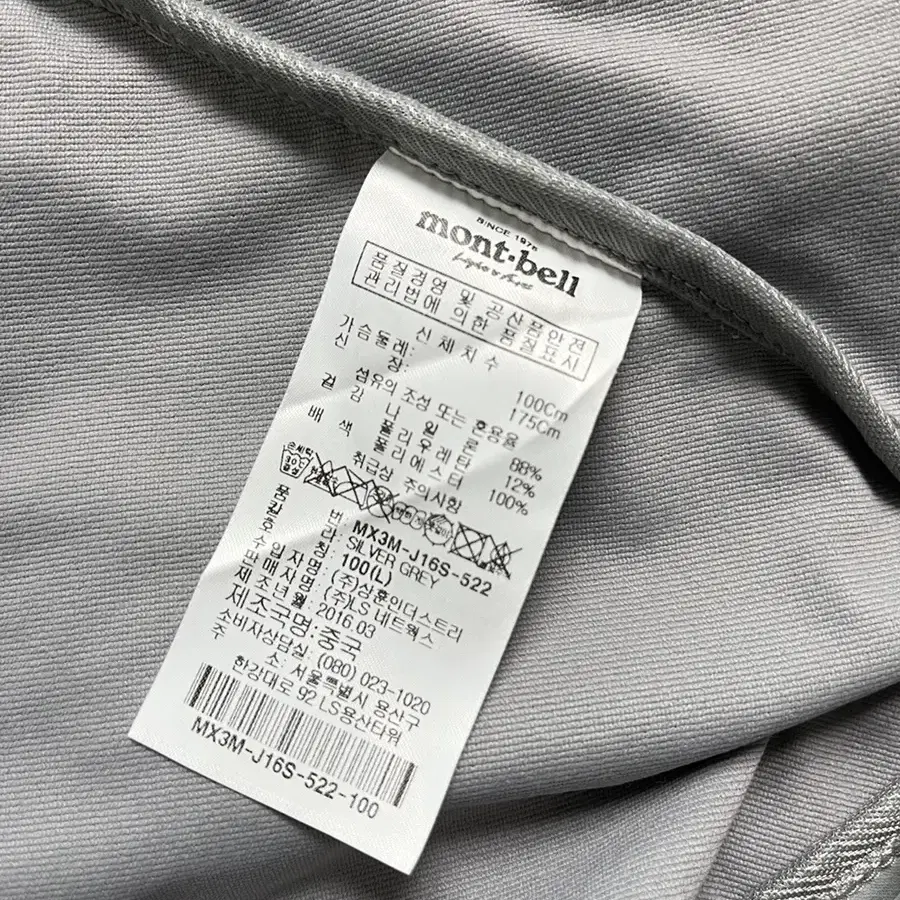 SINCE 1975
mont-bell
Light & Fast
품질경영 및 공산품안전
관리법에 의한 품질표시
신체치수
가슴둘레: 100Cm
신 장: 175Cm
섬유의 조성 또는 혼용율
겉 감 나 일 론 88%
폴리우레탄 12%
배 색 폴리에스터 100%
취급상 주의사항
손세탁
30℃
중성
품 번: MX3M-J16S-522
칼 라: SILVER GREY
호 칭: 100(L)
수 입 자 명: (주)상훈인더스트리
판 매 자 명: (주)LS 네트웍스
제 조 년 월: 2016.03
제조국명: 중국
소비자상담실: (080) 023-1020
주 소: 서울특별시 용산구
한강대로 92 LS용산타워
MX3M-J16S-522-100